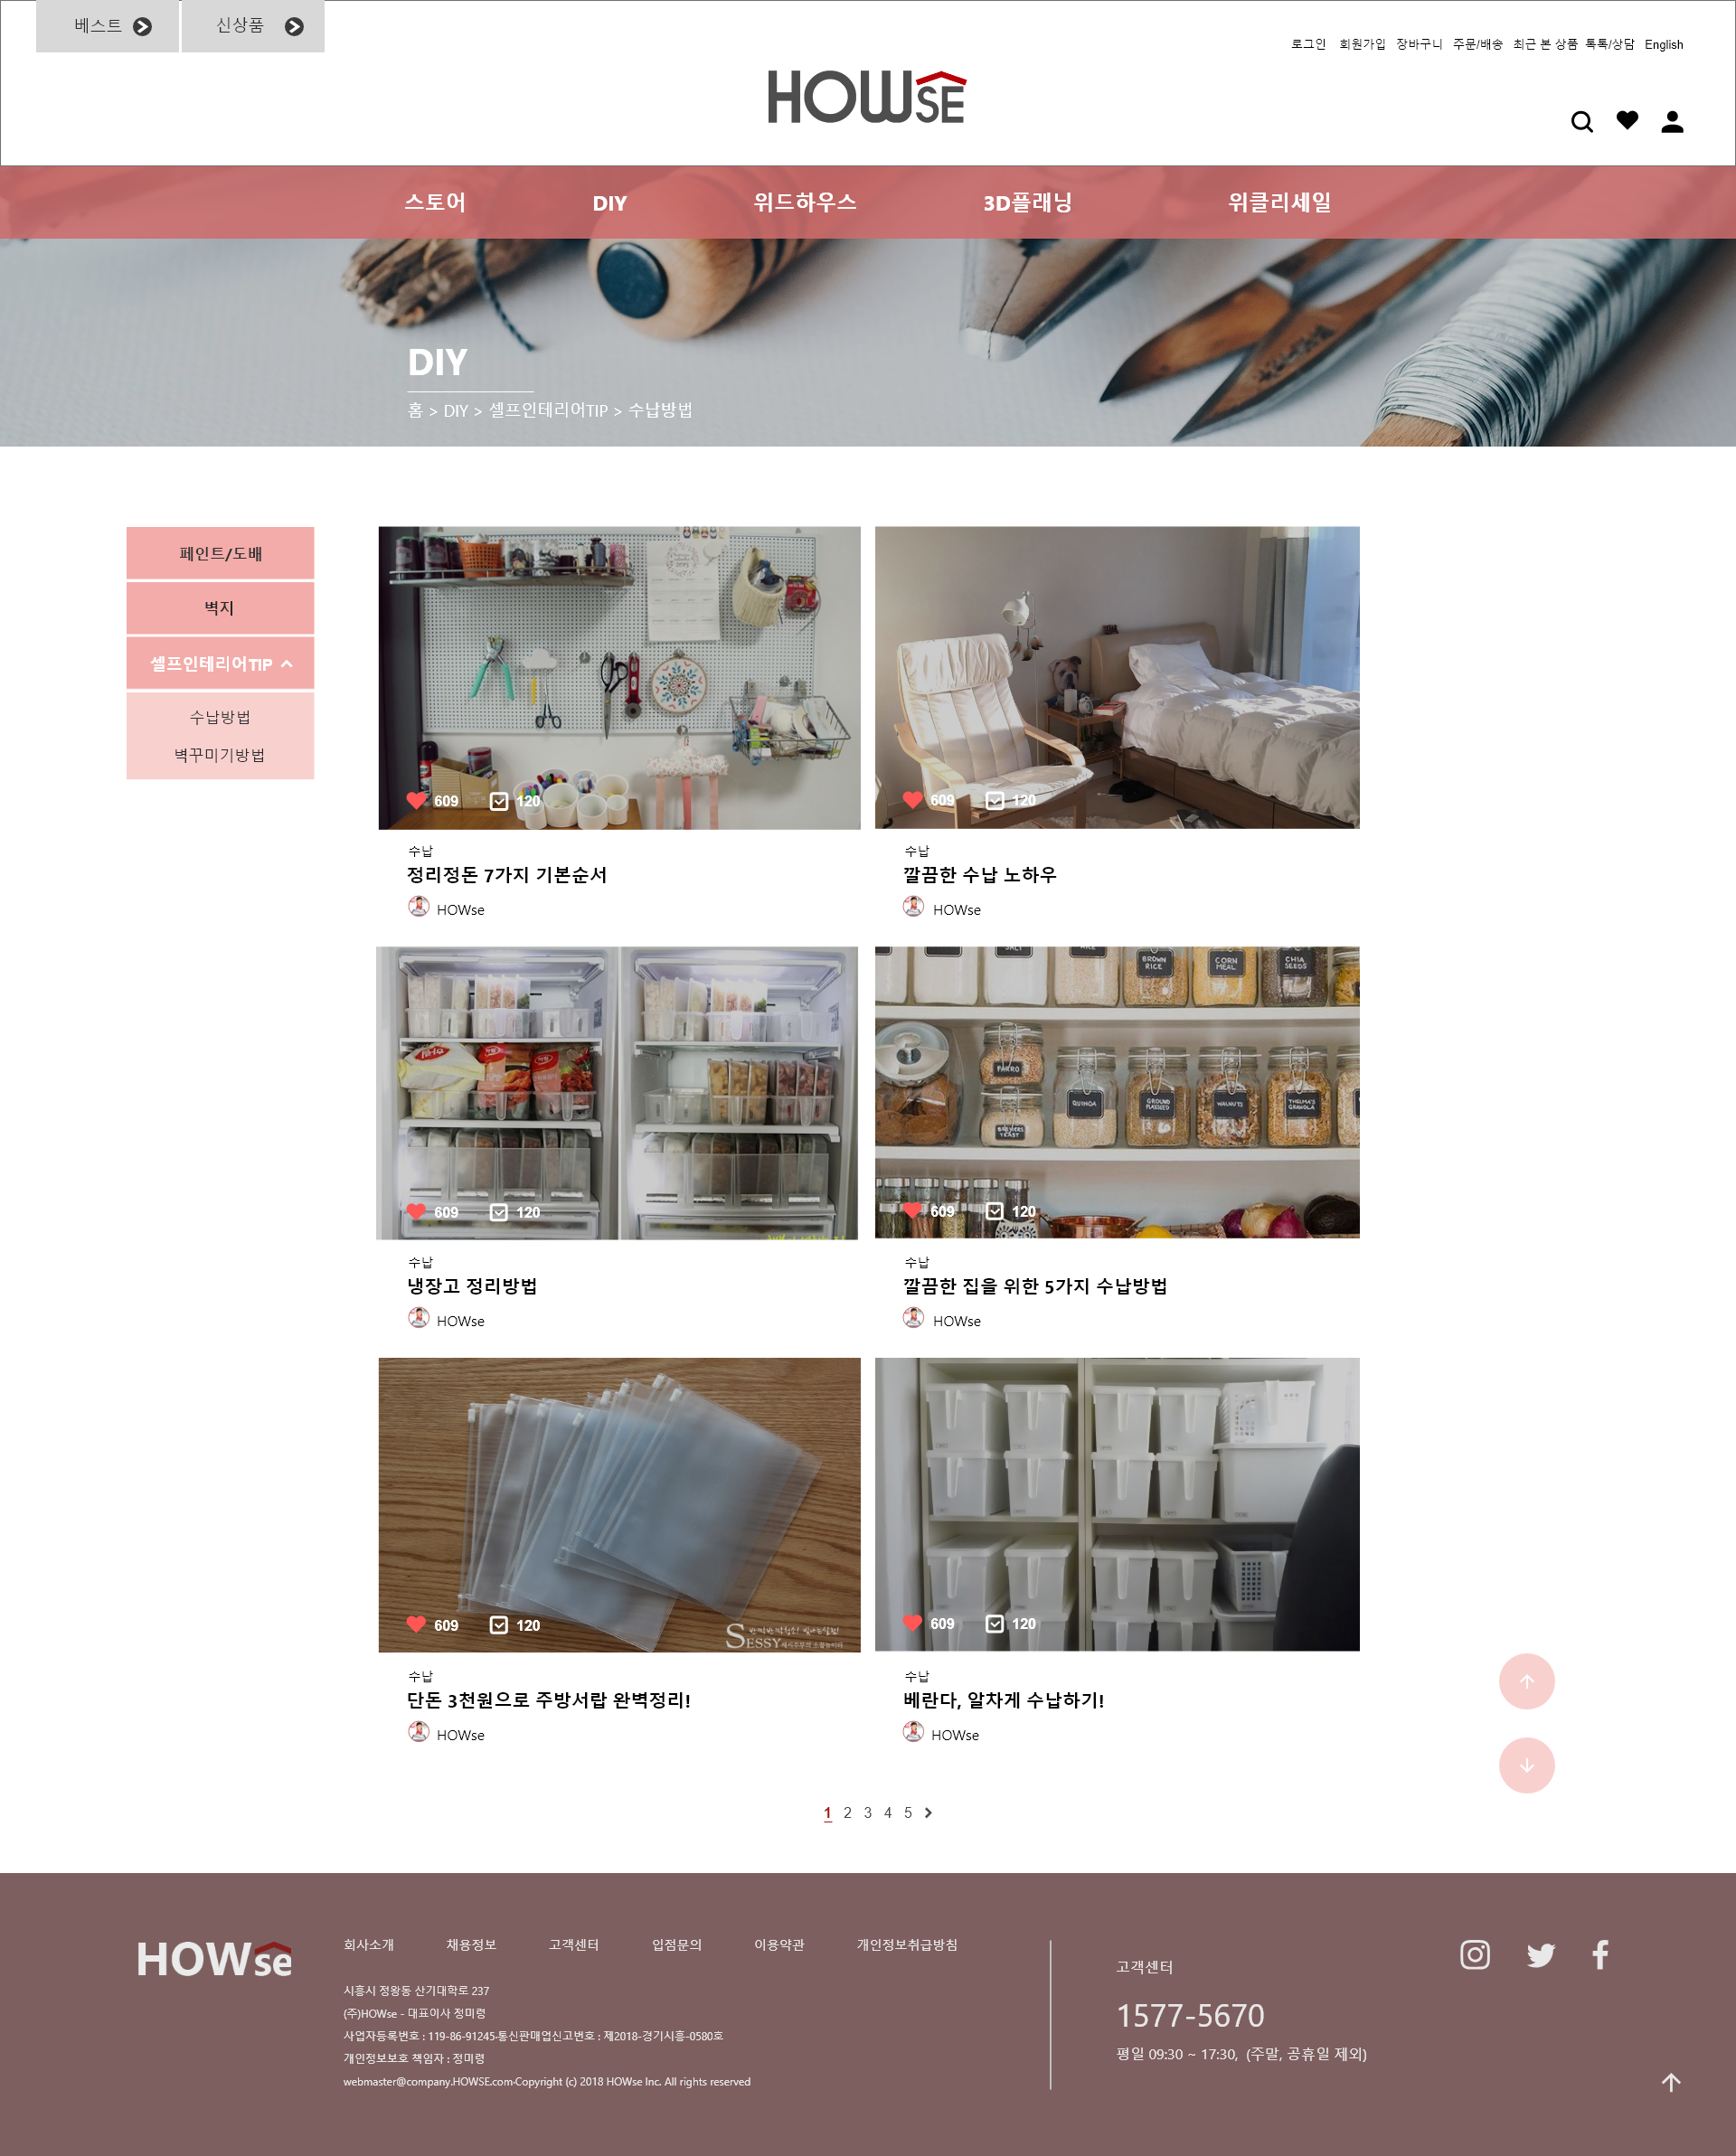 베스트
신상품
로그인 회원가입 장바구니 주문/배송 최근 본 상품 톡톡/상담 English
HOWSE
스토어 DIY 위드하우스 3D플래닝 위클리세일
DIY
홈 > DIY > 셀프인테리어TIP > 수납방법
페인트/도배
벽지
셀프인테리어TIP
수납방법
벽꾸미기방법
609 120
609 120
수납
정리정돈 7가지 기본순서
HOWse
수납
깔끔한 수납 노하우
HOWse
BROWN RICE
CORN MEAL
CHIA SEEDS
FARRO
QUINOA
WALNUTS
THELMA'S GRANOLA
609 120
609 120
수납
냉장고 정리방법
HOWse
수납
깔끔한 집을 위한 5가지 수납방법
HOWse
609 120
SESSY
609 120
수납
단돈 3천원으로 주방서랍 완벽정리!
HOWse
수납
베란다, 알차게 수납하기!
HOWse
1 2 3 4 5
HOWse
회사소개 채용정보 고객센터 입점문의 이용약관 개인정보취급방침
시흥시 정왕동 산기대학로 237
(주)HOWse - 대표이사 정미령
사업자등록번호 : 119-86-91245·통신판매업신고번호 : 제2018-경기시흥-0580호
개인정보보호 책임자 : 정미령
webmaster@company.HOWSE.com·Copyright (c) 2018 HOWse Inc. All rights reserved
고객센터
1577-5670
평일 09:30 ~ 17:30, (주말, 공휴일 제외)